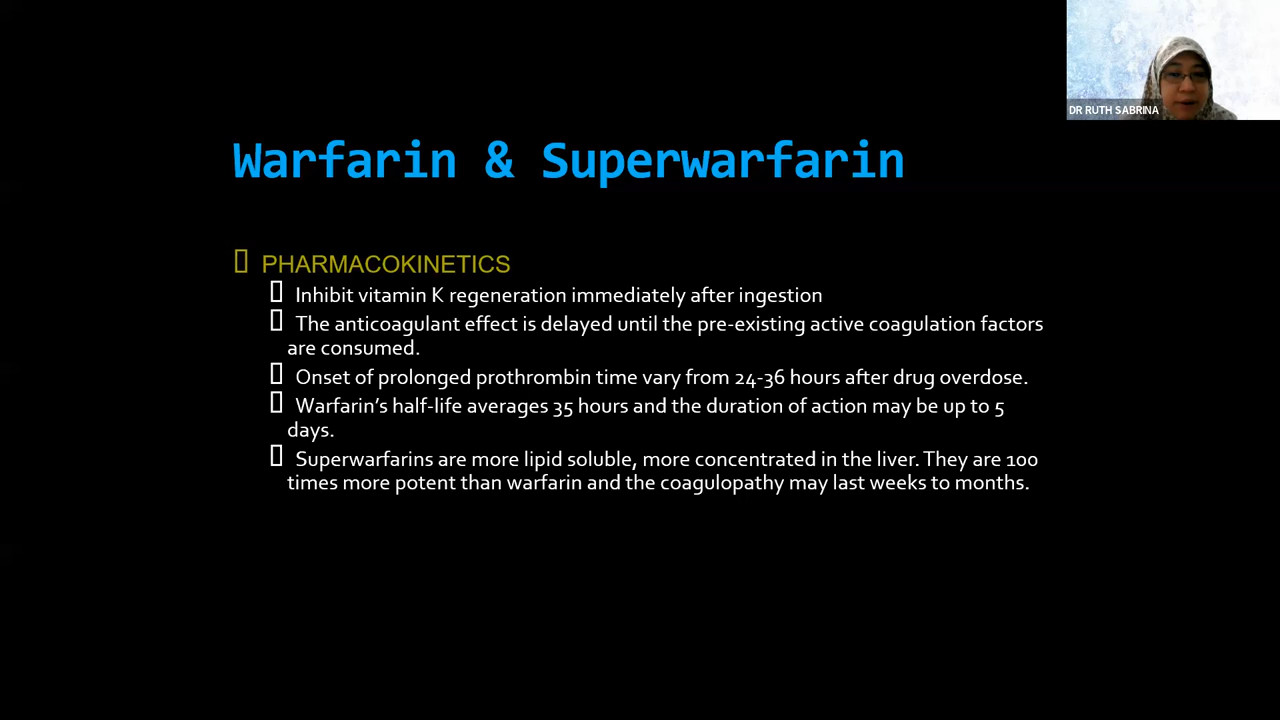 DR RUTH SABRINA
Warfarin & Superwarfarin
PHARMACOKINETICS
Inhibit vitamin K regeneration immediately after ingestion
The anticoagulant effect is delayed until the pre-existing active coagulation factors
are consumed.
Onset of prolonged prothrombin time vary from 24-36 hours after drug overdose.
Warfarin’s half-life averages 35 hours and the duration of action may be up to 5
days.
Superwarfarins are more lipid soluble, more concentrated in the liver. They are 100
times more potent than warfarin and the coagulopathy may last weeks to months.